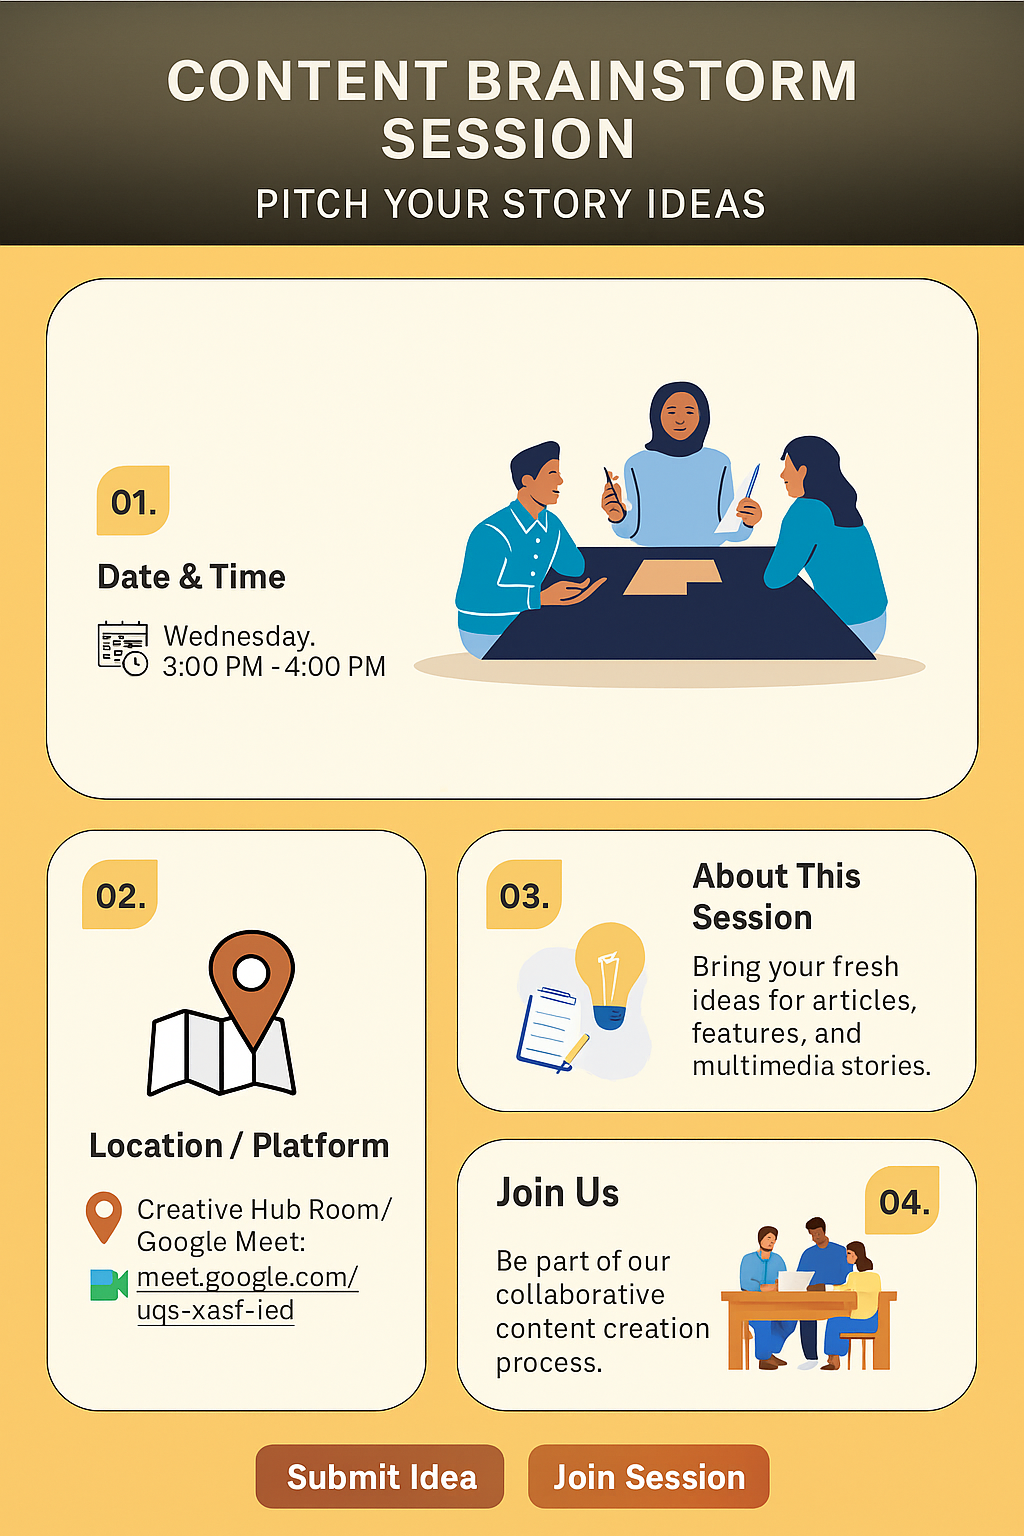 CONTENT BRAINSTORM
SESSION
PITCH YOUR STORY IDEAS
01.
Date & Time
Wednesday.
3:00 PM - 4:00 PM
02.
Location / Platform
Creative Hub Room/
Google Meet:
meet.google.com/
uqs-xasf-ied
03.
About This
Session
Bring your fresh
ideas for articles,
features, and
multimedia stories.
04.
Join Us
Be part of our
collaborative
content creation
process.
Submit Idea
Join Session